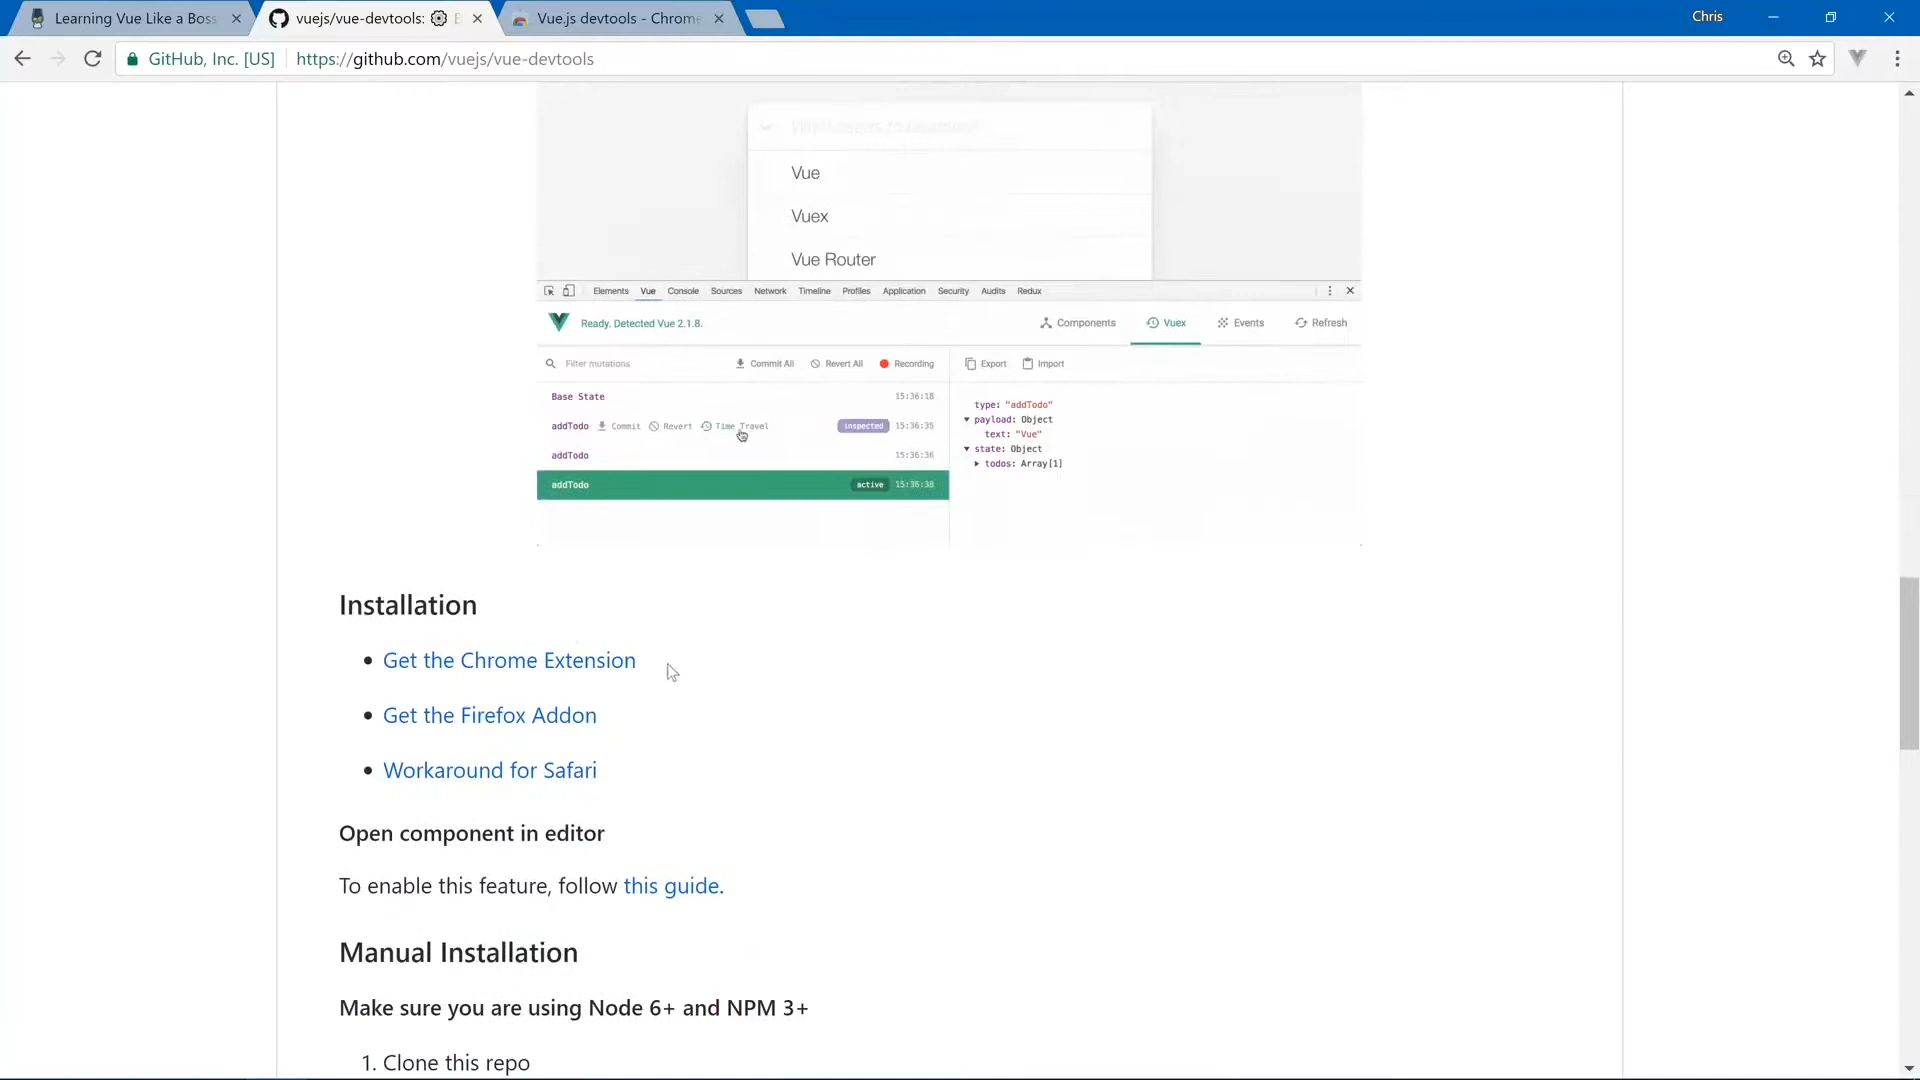 Learning Vue Like a Boss
vuejs/vue-devtools:
Vue.js devtools - Chrome
Chris
GitHub, Inc. [US]
https://github.com/vuejs/vue-devtools
Vue
Vuex
Vue Router
Elements Vue Console Sources Network Timeline Profiles Application Security Audits Redux
Ready. Detected Vue 2.1.8.
Components Vuex Events Refresh
Filter mutations Commit All Revert All Recording
Export Import
Base State 15:36:18
addTodo Commit Revert Time Travel inspected 15:36:35
addTodo 15:36:36
addTodo active 15:36:38
type: "addTodo"
payload: Object
text: "Vue"
state: Object
todos: Array[1]
Installation
• Get the Chrome Extension
• Get the Firefox Addon
• Workaround for Safari
Open component in editor
To enable this feature, follow this guide.
Manual Installation
Make sure you are using Node 6+ and NPM 3+
1. Clone this repo